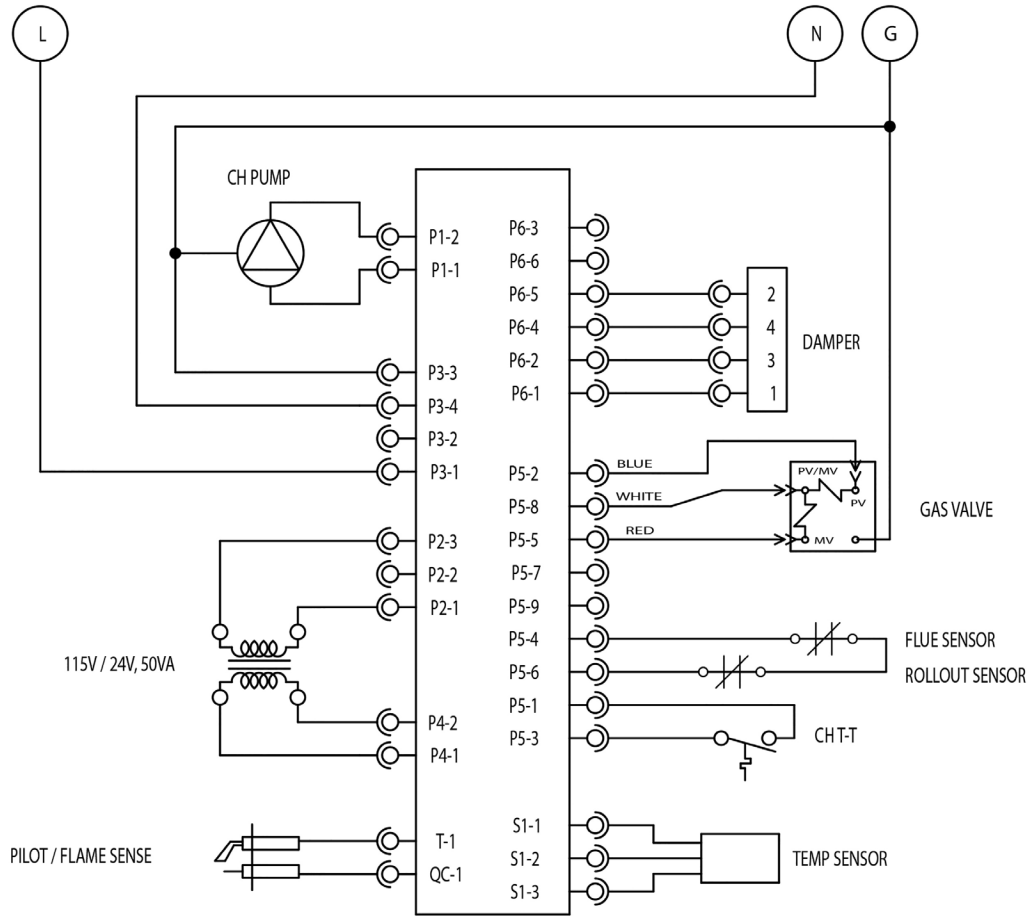 L
N
G
CH PUMP
P1-2
P1-1
P3-3
P3-4
P3-2
P3-1
P2-3
P2-2
P2-1
115V / 24V, 50VA
P4-2
P4-1
T-1
QC-1
PILOT / FLAME SENSE
P6-3
P6-6
P6-5
P6-4
P6-2
P6-1
2
4
3
1
DAMPER
P5-2
BLUE
P5-8
WHITE
P5-5
RED
PV/MV
PV
MV
GAS VALVE
P5-7
P5-9
P5-4
FLUE SENSOR
P5-6
ROLLOUT SENSOR
P5-1
P5-3
CH T-T
S1-1
S1-2
S1-3
TEMP SENSOR